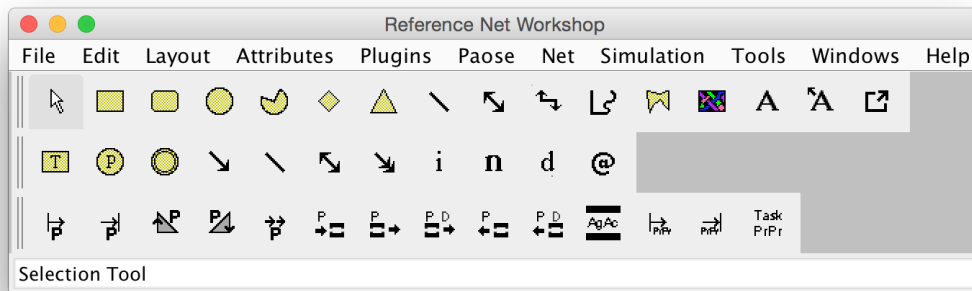 Reference Net Workshop
File Edit Layout Attributes Plugins Paose Net Simulation Tools Windows Help
A A
T P i n d @
P P P P P P P P D P P D AgAc PrPr PrPr Task
PrPr
Selection Tool